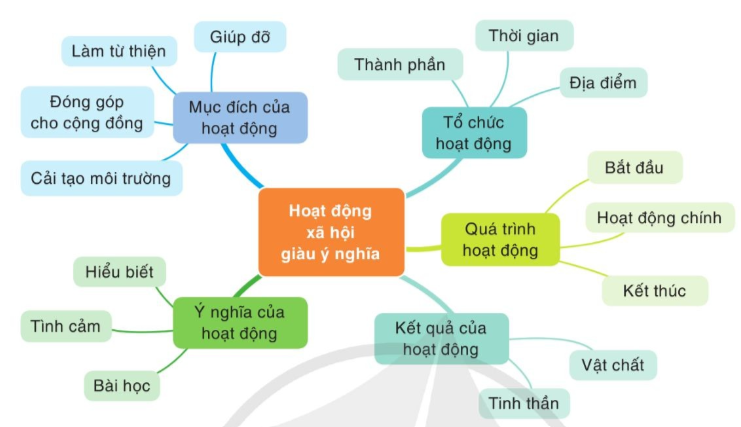 Hoạt động
xã hội
giàu ý nghĩa
Mục đích của
hoạt động
Giúp đỡ
Làm từ thiện
Đóng góp
cho cộng đồng
Cải tạo môi trường
Tổ chức
hoạt động
Thành phần
Thời gian
Địa điểm
Quá trình
hoạt động
Bắt đầu
Hoạt động chính
Kết thúc
Kết quả của
hoạt động
Vật chất
Tinh thần
Ý nghĩa của
hoạt động
Hiểu biết
Tình cảm
Bài học